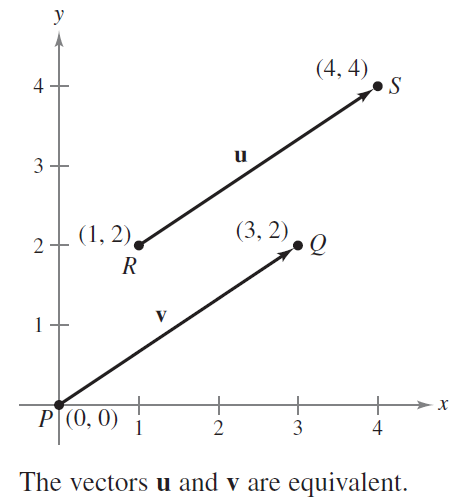 y
(4, 4)
4
S
3
u
(1, 2)
(3, 2)
2
Q
R
1
v
x
P
(0, 0)
1
2
3
4
The vectors u and v are equivalent.